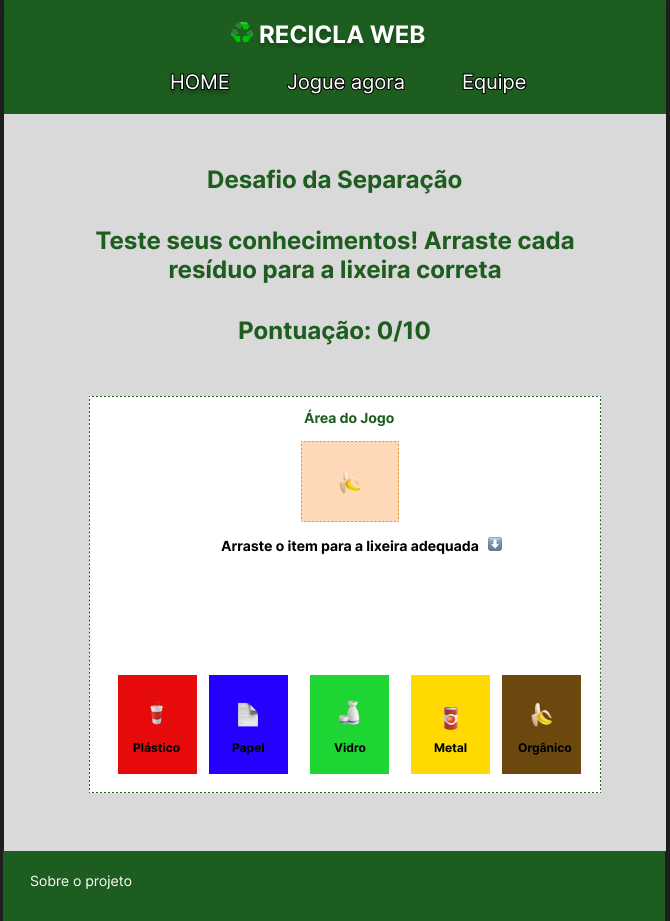 RECICLA WEB
HOME Jogue agora Equipe
Desafio da Separação
Teste seus conhecimentos! Arraste cada
resíduo para a lixeira correta
Pontuação: 0/10
Área do Jogo
Arraste o item para a lixeira adequada
Plástico Papel Vidro Metal Orgânico
Sobre o projeto